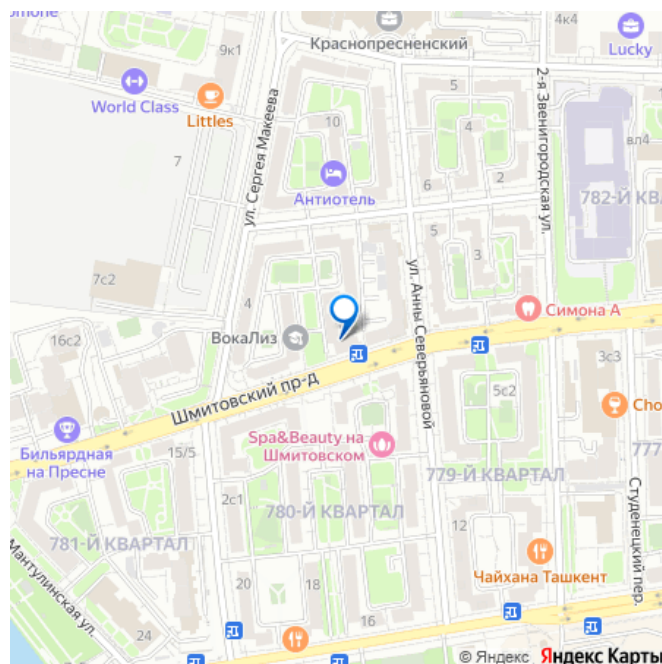 Краснопресненский
4к4
Lucky
9к1
World Class
Littles
ул. Сергея Макеева
10
5
4
2-я Звенигородская ул.
вл4
7
Антиотель
6
2
782-Й КВ
5
3
7с2
4
ул. Анны Северьяновой
Симона А
16с2
ВокаЛиз
3с3
Шмитовский пр-д
5с2
Cho
Бильярдная
на Пресне
15/5
Spa&Beauty на
Шмитовском
779-Й КВАРТАЛ
777
2с1
780-Й КВАРТАЛ
781-Й КВАРТАЛ
12
Студенецкий пер.
Мантулинская ул.
20
18
Чайхана Ташкент
16
24
© Яндекс Яндекс Карты